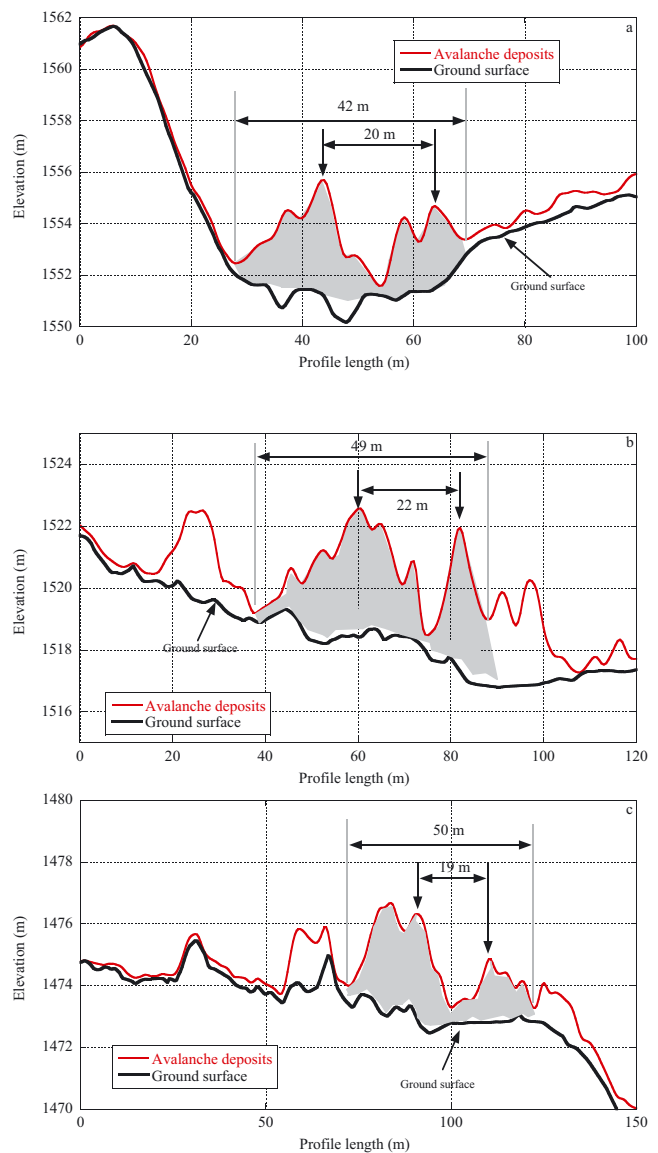 1562
a
Avalanche deposits
Ground surface
1560
42 m
1558
20 m
1556
Elevation (m)
1554
1552
Ground surface
1550
0
20
40
60
80
100
Profile length (m)
b
49 m
1524
22 m
1522
Elevation (m)
1520
1518
Ground surface
Avalanche deposits
Ground surface
1516
0
20
40
60
80
100
120
Profile length (m)
1480
c
50 m
1478
19 m
1476
Elevation (m)
1474
1472
Avalanche deposits
Ground surface
Ground surface
1470
0
50
100
150
Profile length (m)